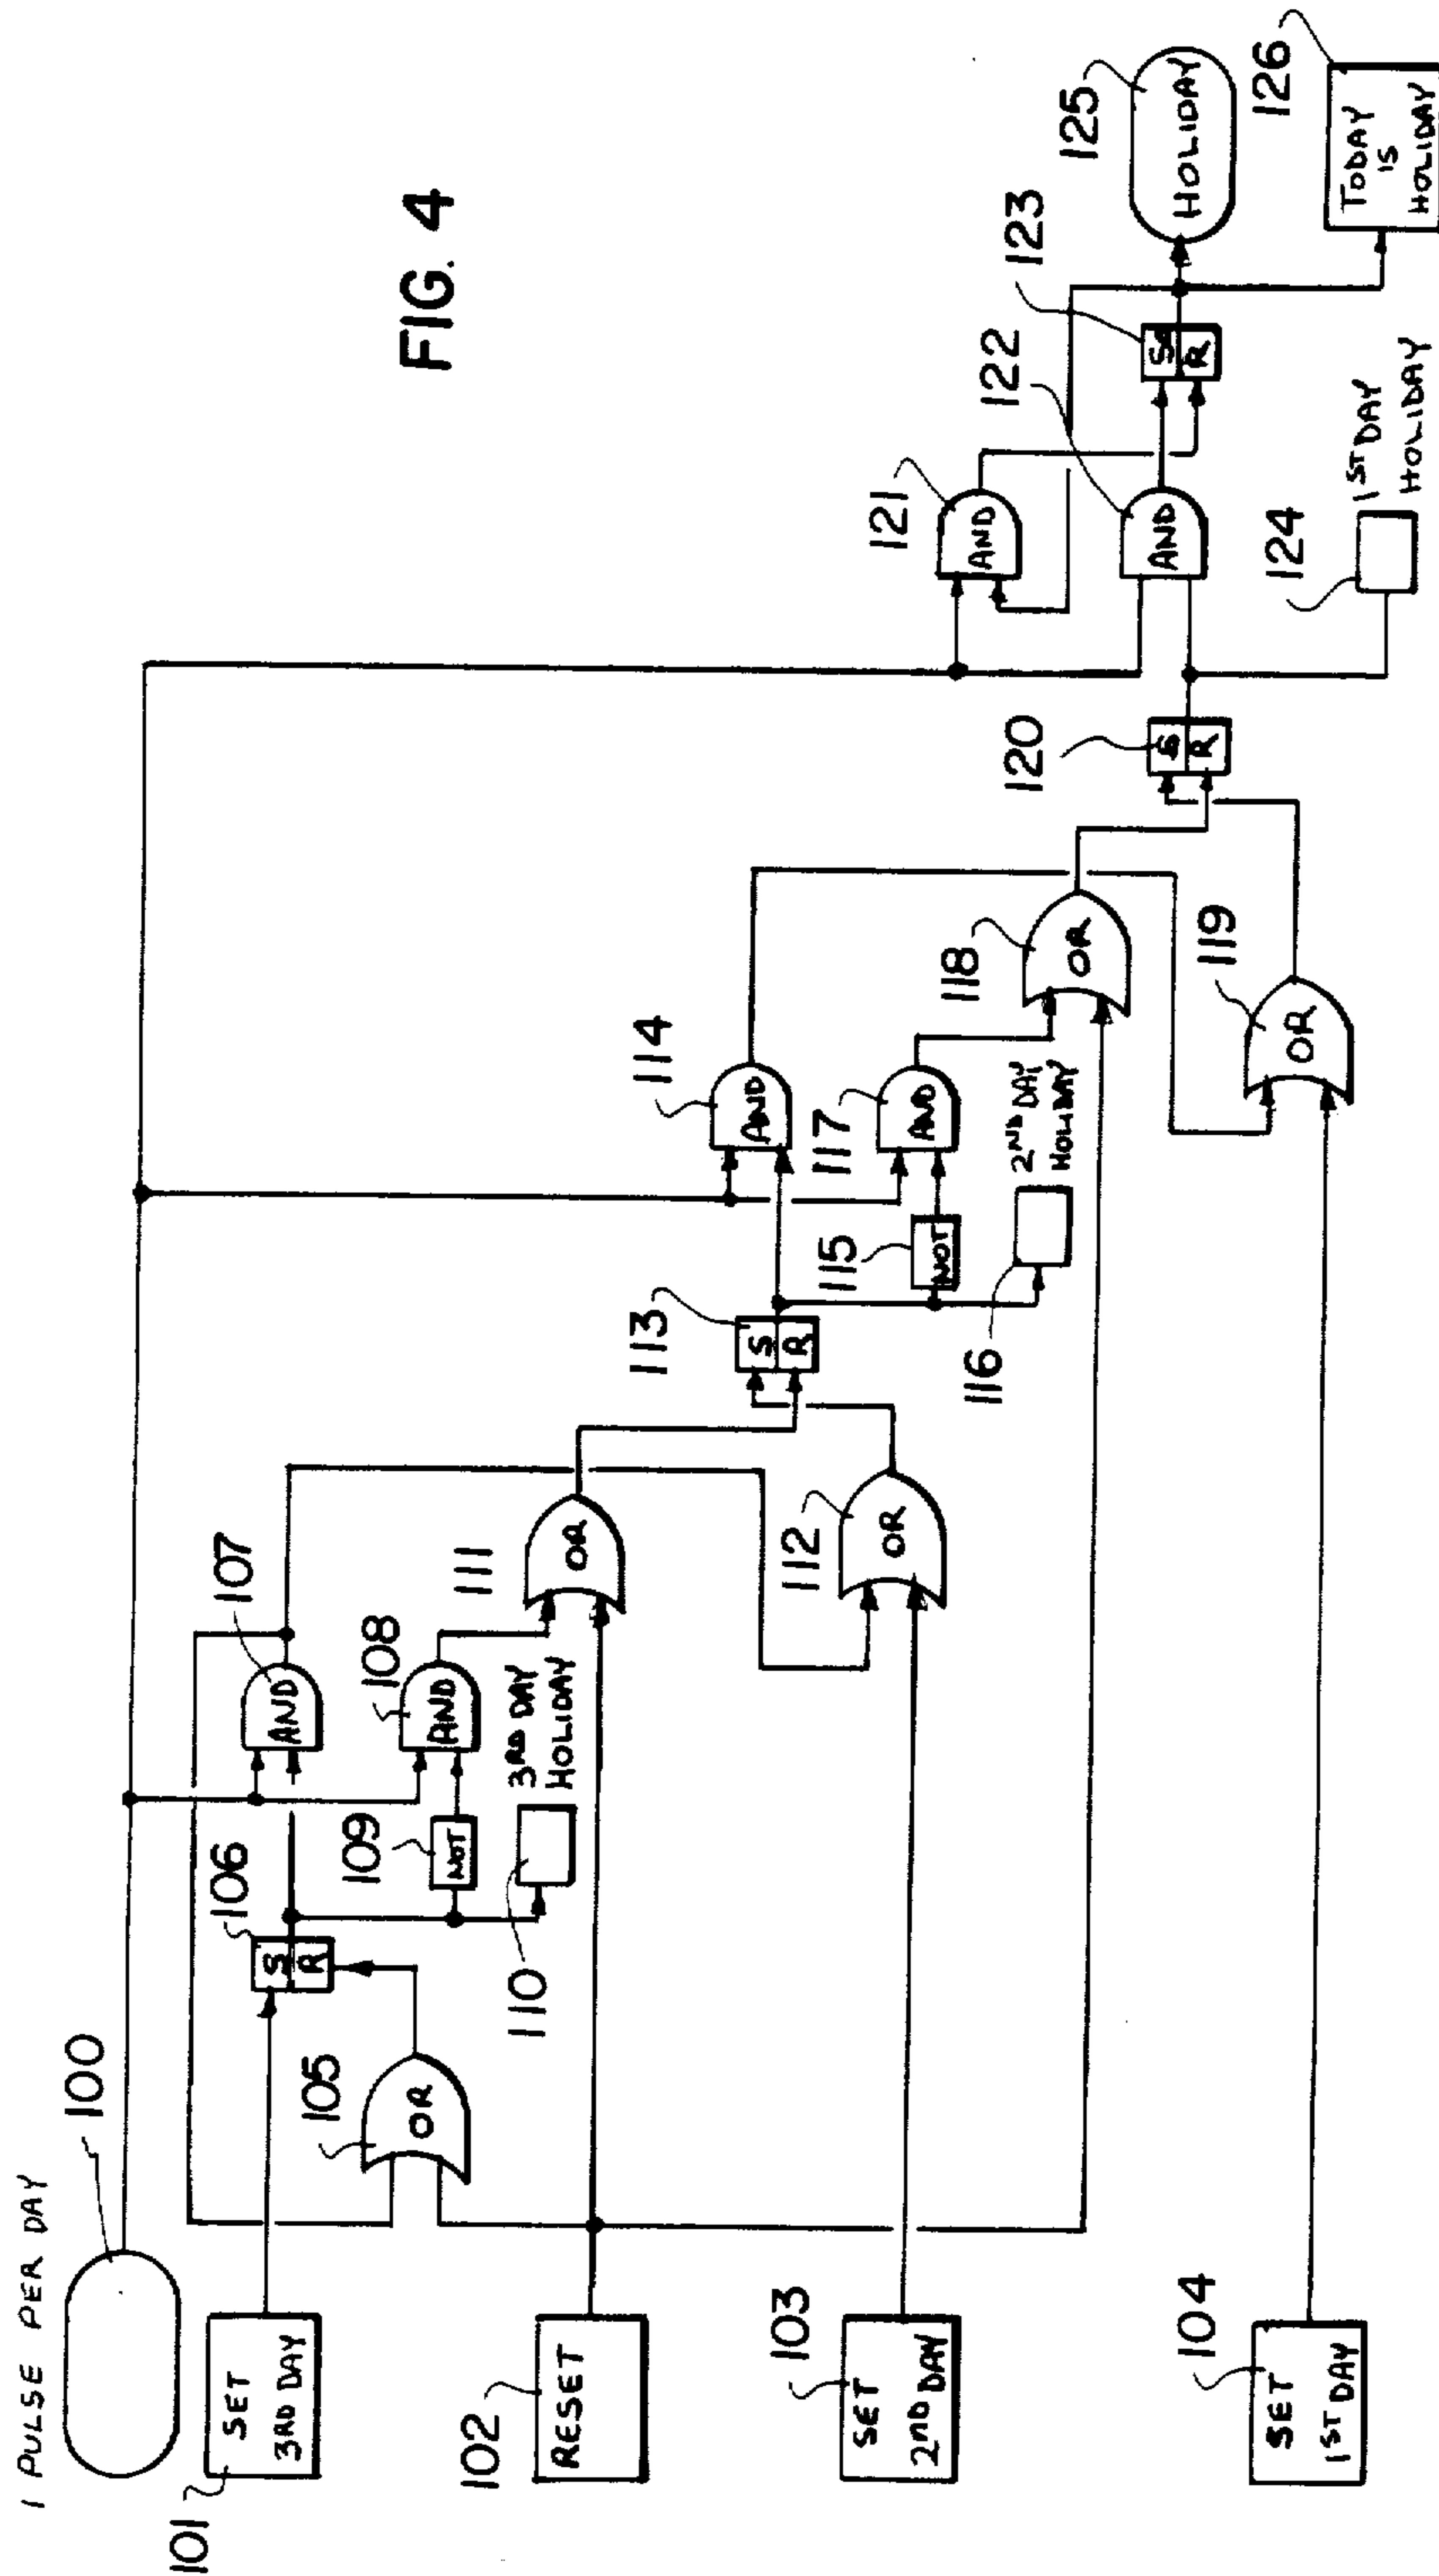 FIG. 4
1 PULSE PER DAY
100
101
SET
3RD DAY
102
RESET
103
SET
2ND DAY
104
SET
1ST DAY
105
OR
106
S
R
107
AND
108
AND
109
NOT
110
3RD DAY
HOLIDAY
111
OR
112
OR
113
S
R
114
AND
115
NOT
116
2ND DAY
HOLIDAY
117
AND
118
OR
119
OR
120
S
R
121
AND
122
AND
123
S
R
124
1ST DAY
HOLIDAY
125
HOLIDAY
126
TODAY
IS
HOLIDAY